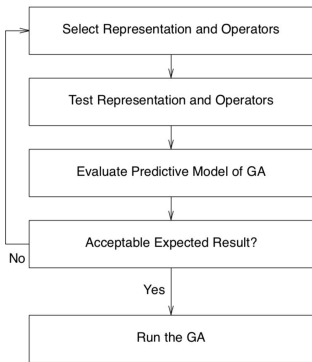 Select Representation and Operators
Test Representation and Operators
Evaluate Predictive Model of GA
Acceptable Expected Result?
No
Yes
Run the GA